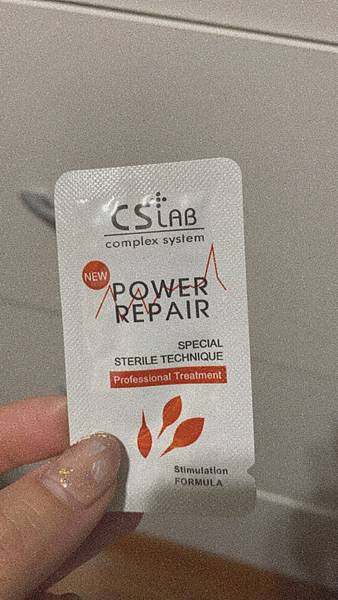 CS LAB
complex system
NEW
POWER
REPAIR
SPECIAL
STERILE TECHNIQUE
Professional Treatment
Stimulation
FORMULA